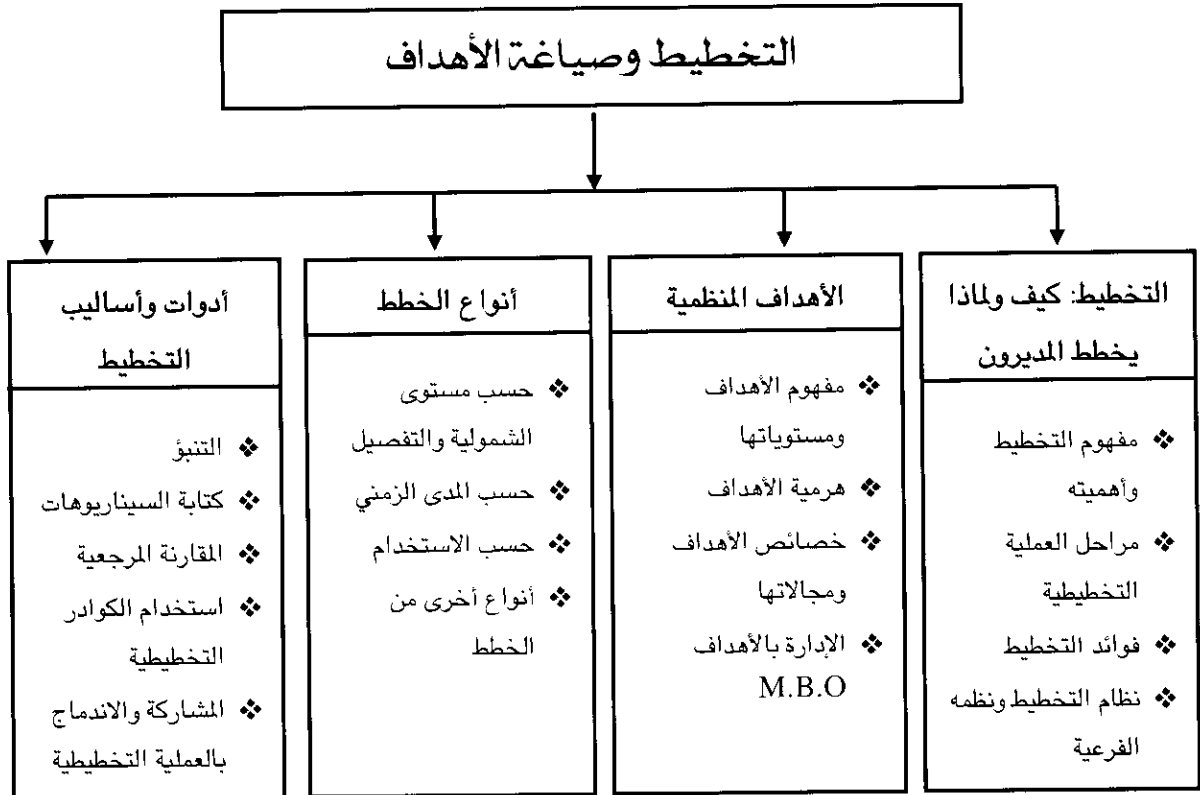 التخطيط وصياغة الأهداف
التخطيط: كيف ولماذا
يخطط المديرون
❖ مفهوم التخطيط
وأهميته
❖ مراحل العملية
التخطيطية
❖ فوائد التخطيط
❖ نظام التخطيط ونظمه
الفرعية
الأهداف المنظمية
❖ مفهوم الأهداف
ومستوياتها
❖ هرمية الأهداف
❖ خصائص الأهداف
ومجالاتها
❖ الإدارة بالأهداف
M.B.O
أنواع الخطط
❖ حسب مستوى
الشمولية والتفصيل
❖ حسب المدى الزمني
❖ حسب الاستخدام
❖ أنواع أخرى من
الخطط
أدوات وأساليب
التخطيط
❖ التنبؤ
❖ كتابة السيناريوهات
❖ المقارنة المرجعية
❖ استخدام الكوادر
التخطيطية
❖ المشاركة والاندماج
بالعملية التخطيطية